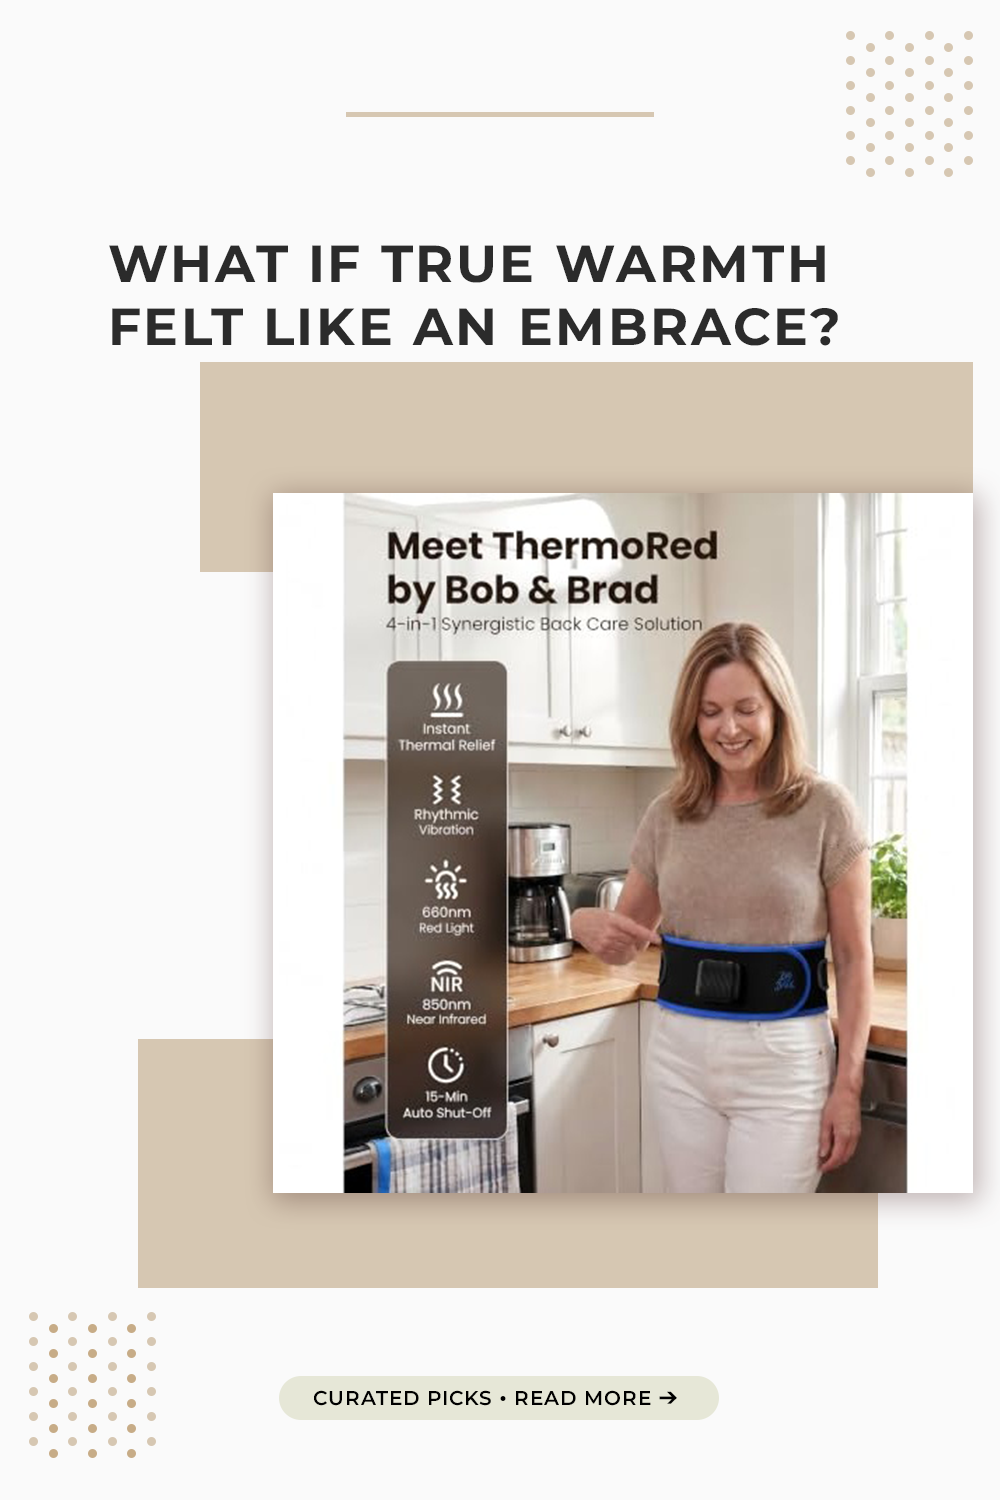 WHAT IF TRUE WARMTH
FELT LIKE AN EMBRACE?
Meet ThermoRed
by Bob & Brad
4-in-1 Synergistic Back Care Solution
Instant
Thermal Relief
Rhythmic
Vibration
660nm
Red Light
NIR
850nm
Near Infrared
15-Min
Auto Shut-Off
CURATED PICKS • READ MORE ➔